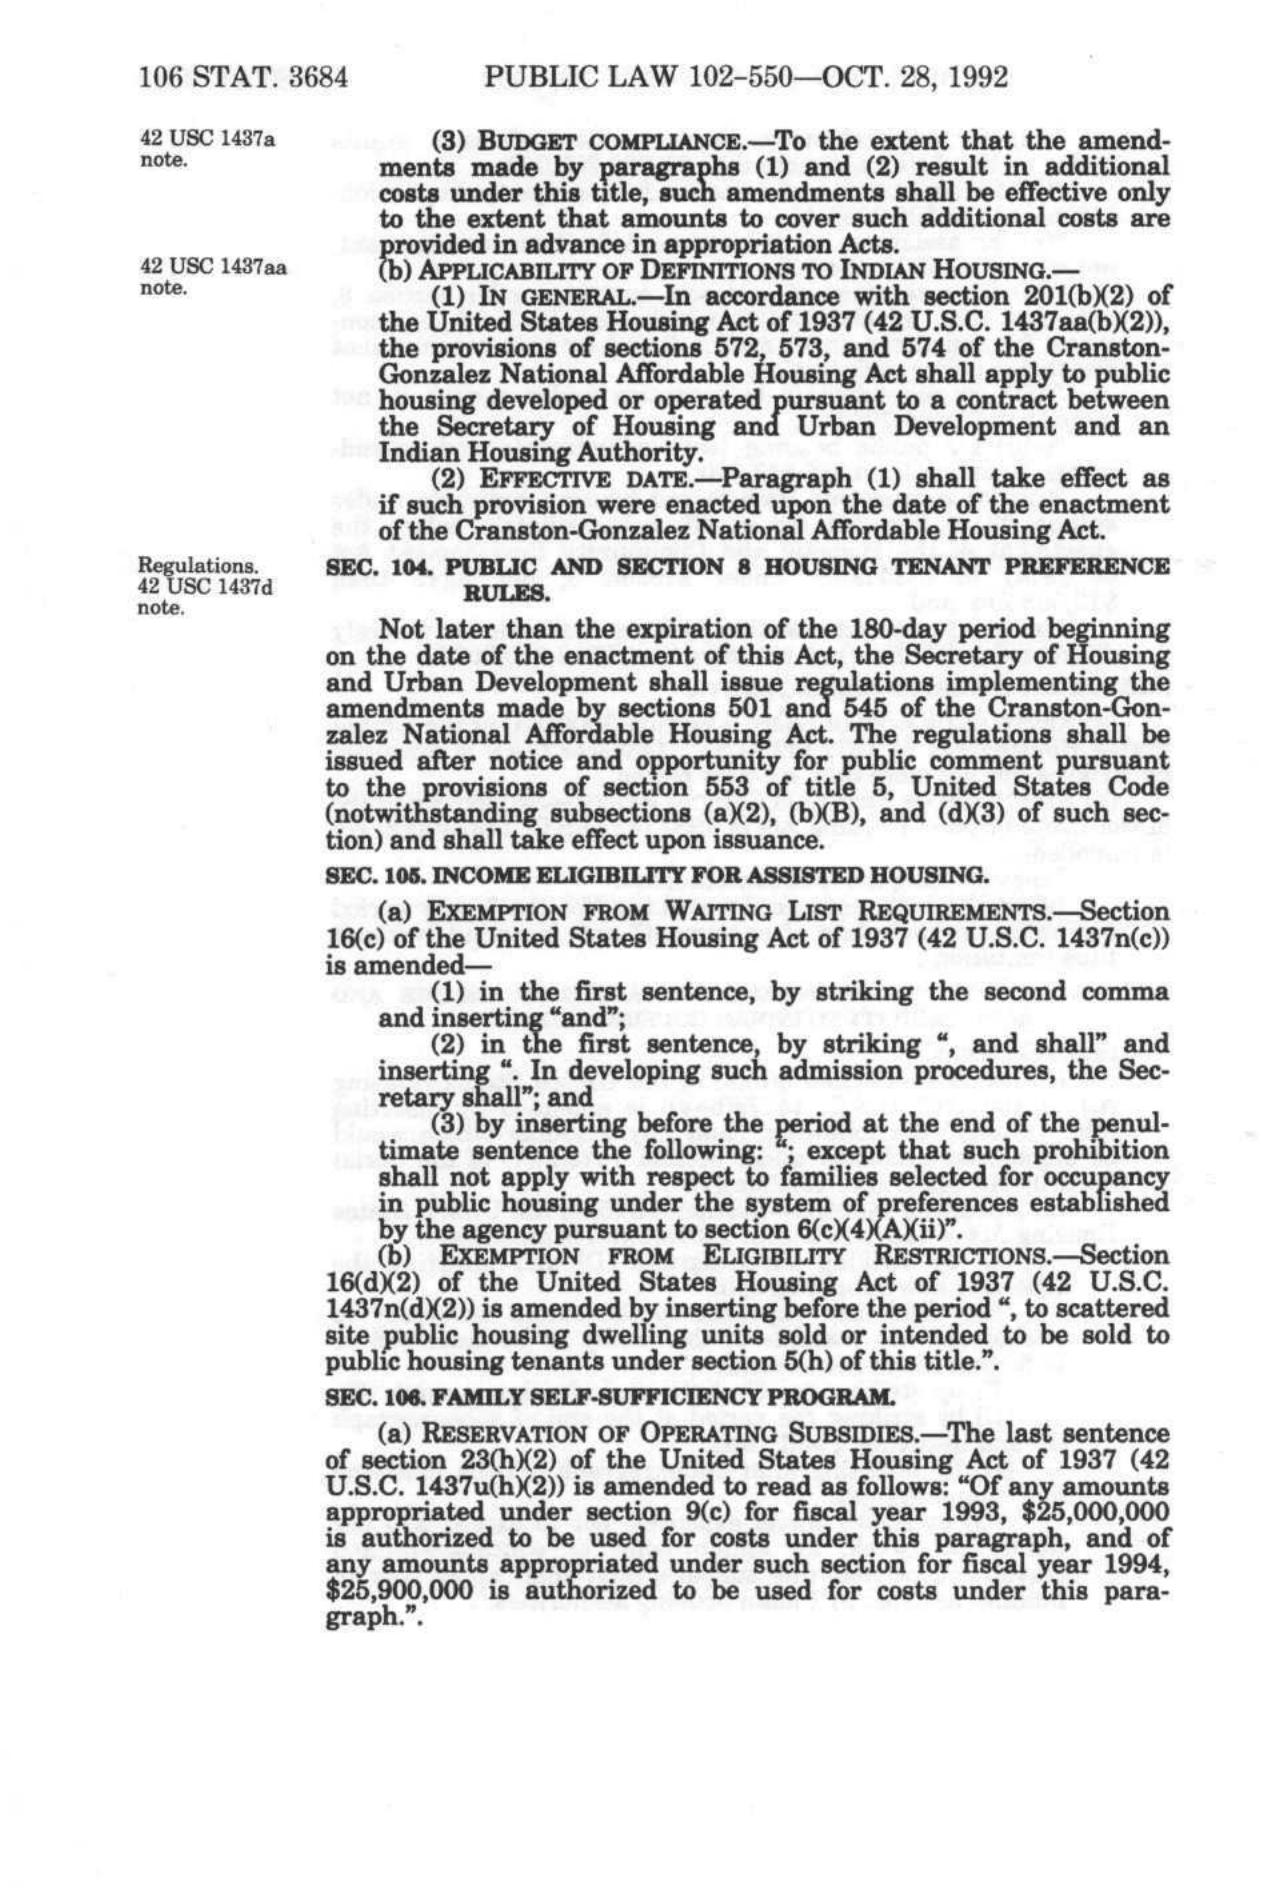 106 STAT. 3684 PUBLIC LAW 102-550—OCT. 28, 1992
42 USC 1437a
note.
(3) BUDGET COMPLIANCE.—To the extent that the amend-
ments made by paragraphs (1) and (2) result in additional
costs under this title, such amendments shall be effective only
to the extent that amounts to cover such additional costs are
provided in advance in appropriation Acts.
42 USC 1437aa
note.
(b) APPLICABILITY OF DEFINITIONS TO INDIAN HOUSING.—
(1) IN GENERAL.—In accordance with section 201(b)(2) of
the United States Housing Act of 1937 (42 U.S.C. 1437aa(b)(2)),
the provisions of sections 572, 573, and 574 of the Cranston-
Gonzalez National Affordable Housing Act shall apply to public
housing developed or operated pursuant to a contract between
the Secretary of Housing and Urban Development and an
Indian Housing Authority.
(2) EFFECTIVE DATE.—Paragraph (1) shall take effect as
if such provision were enacted upon the date of the enactment
of the Cranston-Gonzalez National Affordable Housing Act.
Regulations.
42 USC 1437d
note.
SEC. 104. PUBLIC AND SECTION 8 HOUSING TENANT PREFERENCE
RULES.
Not later than the expiration of the 180-day period beginning
on the date of the enactment of this Act, the Secretary of Housing
and Urban Development shall issue regulations implementing the
amendments made by sections 501 and 545 of the Cranston-Gon-
zalez National Affordable Housing Act. The regulations shall be
issued after notice and opportunity for public comment pursuant
to the provisions of section 553 of title 5, United States Code
(notwithstanding subsections (a)(2), (b)(B), and (d)(3) of such sec-
tion) and shall take effect upon issuance.
SEC. 105. INCOME ELIGIBILITY FOR ASSISTED HOUSING.
(a) EXEMPTION FROM WAITING LIST REQUIREMENTS.—Section
16(c) of the United States Housing Act of 1937 (42 U.S.C. 1437n(c))
is amended—
(1) in the first sentence, by striking the second comma
and inserting “and”;
(2) in the first sentence, by striking “, and shall” and
inserting “. In developing such admission procedures, the Sec-
retary shall”; and
(3) by inserting before the period at the end of the penul-
timate sentence the following: “; except that such prohibition
shall not apply with respect to families selected for occupancy
in public housing under the system of preferences established
by the agency pursuant to section 6(c)(4)(A)(ii)”.
(b) EXEMPTION FROM ELIGIBILITY RESTRICTIONS.—Section
16(d)(2) of the United States Housing Act of 1937 (42 U.S.C.
1437n(d)(2)) is amended by inserting before the period “, to scattered
site public housing dwelling units sold or intended to be sold to
public housing tenants under section 5(h) of this title.”.
SEC. 106. FAMILY SELF-SUFFICIENCY PROGRAM.
(a) RESERVATION OF OPERATING SUBSIDIES.—The last sentence
of section 23(h)(2) of the United States Housing Act of 1937 (42
U.S.C. 1437u(h)(2)) is amended to read as follows: “Of any amounts
appropriated under section 9(c) for fiscal year 1993, $25,000,000
is authorized to be used for costs under this paragraph, and of
any amounts appropriated under such section for fiscal year 1994,
$25,900,000 is authorized to be used for costs under this para-
graph.”.